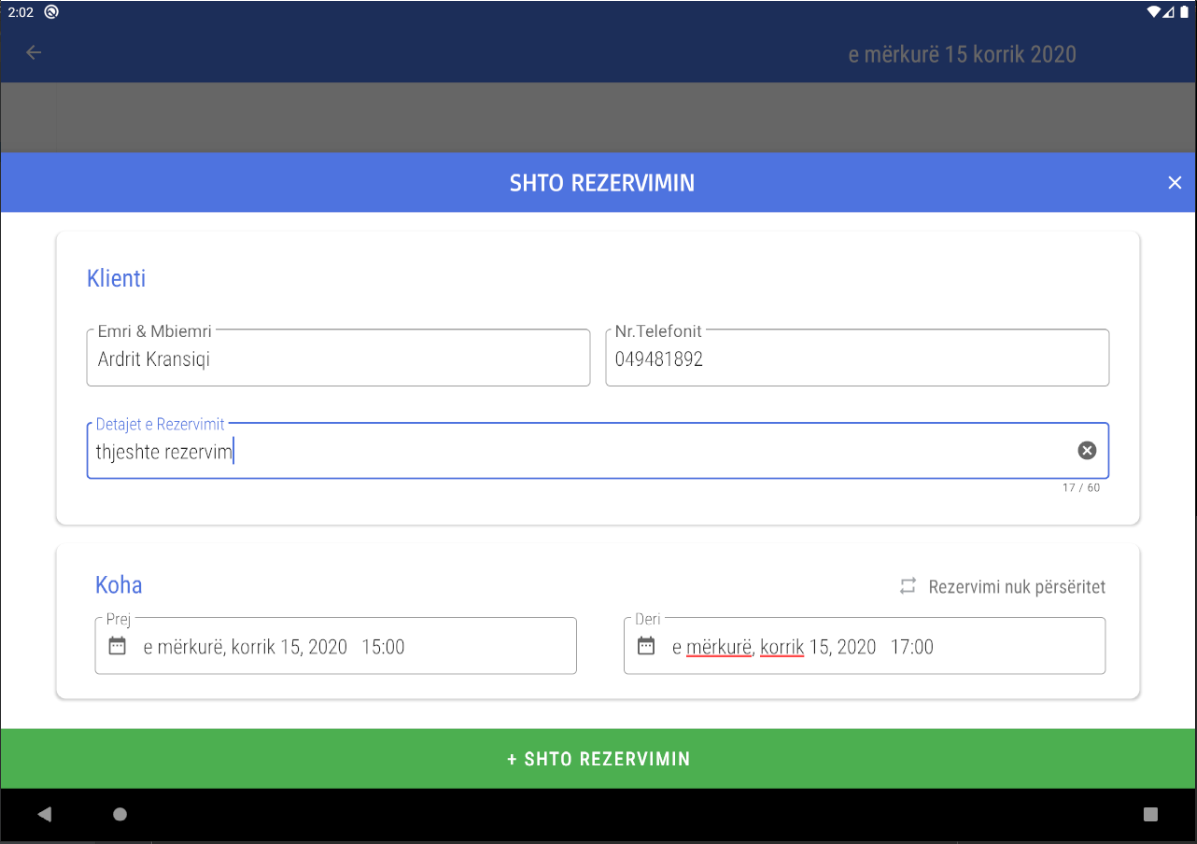 2:02
e mërkurë 15 korrik 2020
SHTO REZERVIMIN
Klienti
Emri & Mbiemri
Ardrit Kransiqi
Nr.Telefonit
049481892
Detajet e Rezervimit
thjeshte rezervim
17 / 60
Koha
Rezervimi nuk përsëritet
Prej
e mërkurë, korrik 15, 2020 15:00
Deri
e mërkurë, korrik 15, 2020 17:00
+ SHTO REZERVIMIN